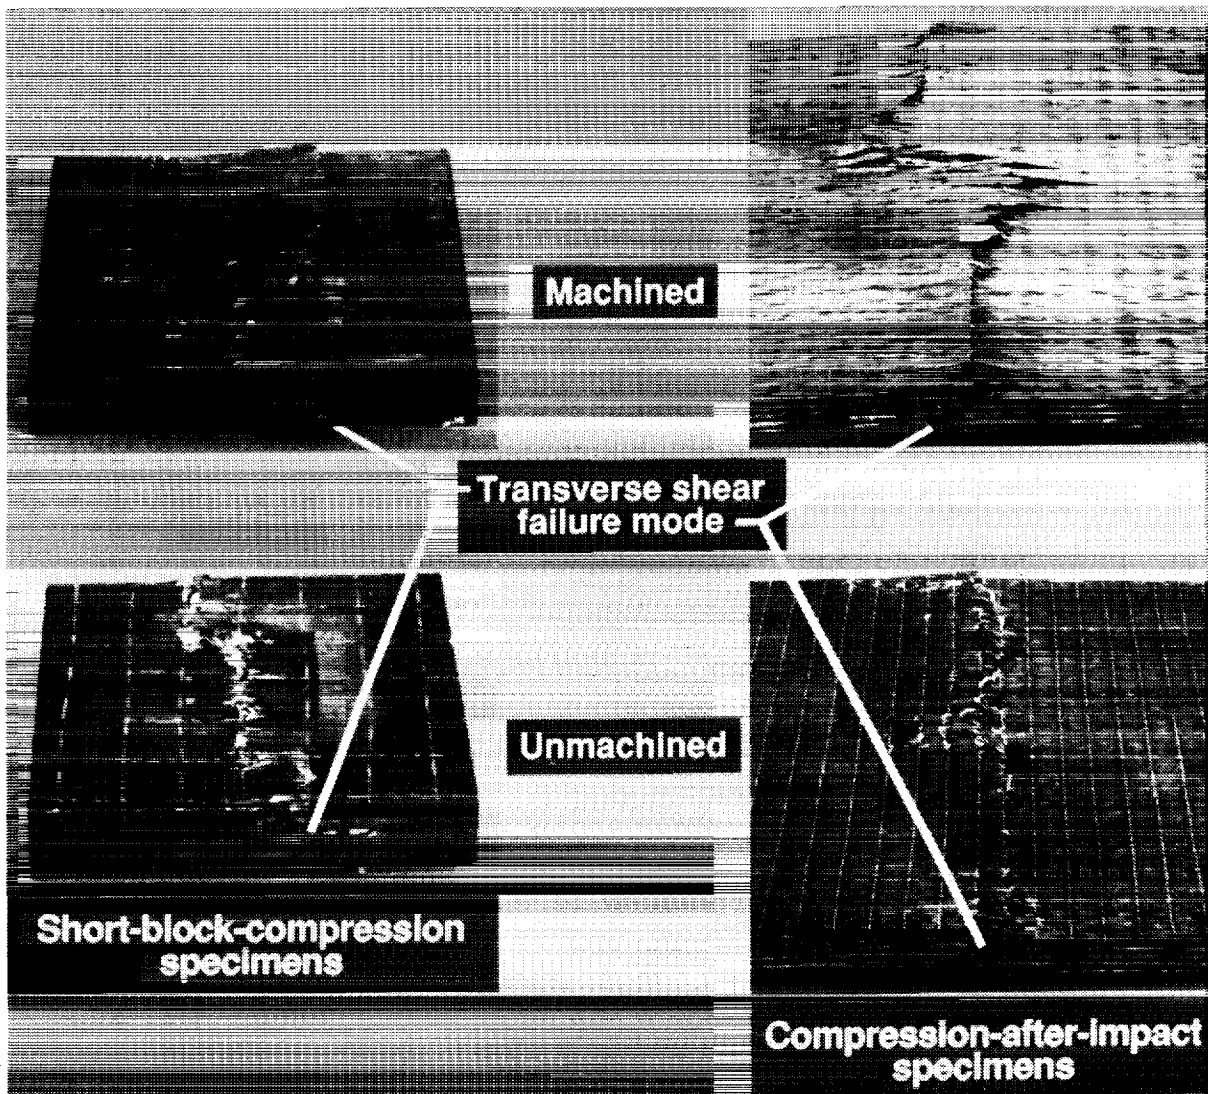 Machined
Transverse shear
failure mode
Unmachined
Short-block-compression
specimens
Compression-after-impact
specimens